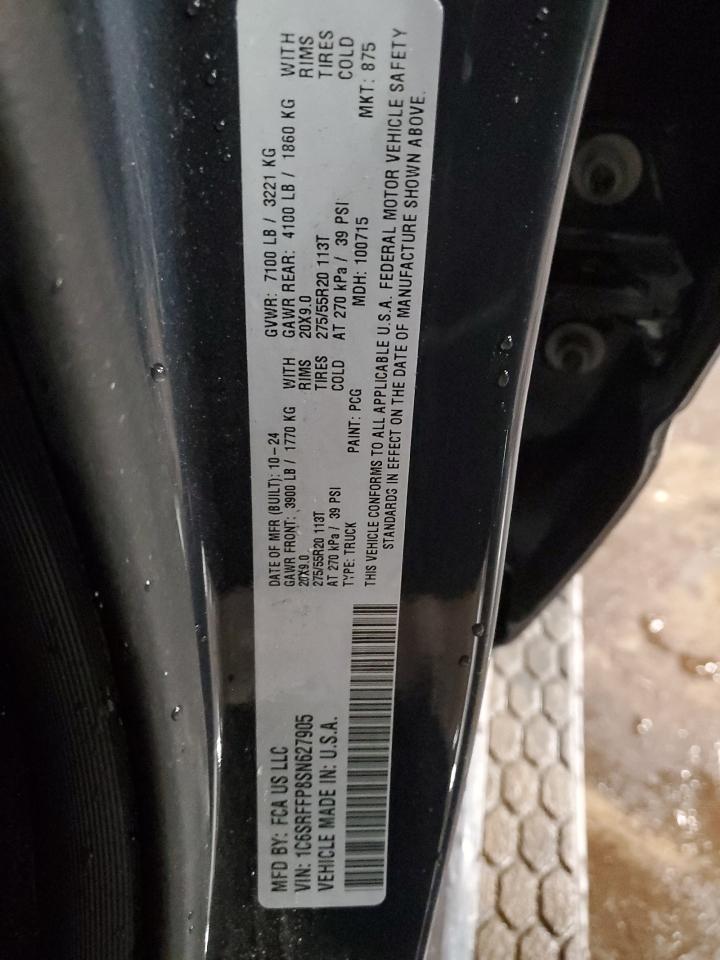 MFD BY: FCA US LLC
DATE OF MFR (BUILT): 10-24
GVWR: 7100 LB / 3221 KG
GAWR FRONT: 3900 LB / 1770 KG WITH
GAWR REAR: 4100 LB / 1860 KG WITH
20X9.0 RIMS
20X9.0 RIMS
275/55R20 113T TIRES
275/55R20 113T TIRES
AT 270 kPa / 39 PSI COLD
AT 270 kPa / 39 PSI COLD
VIN: 1C6SRFFP8SN627905
TYPE: TRUCK
PAINT: PCG
MDH: 100715
MKT: 875
VEHICLE MADE IN: U.S.A.
THIS VEHICLE CONFORMS TO ALL APPLICABLE U.S.A. FEDERAL MOTOR VEHICLE SAFETY
STANDARDS IN EFFECT ON THE DATE OF MANUFACTURE SHOWN ABOVE.